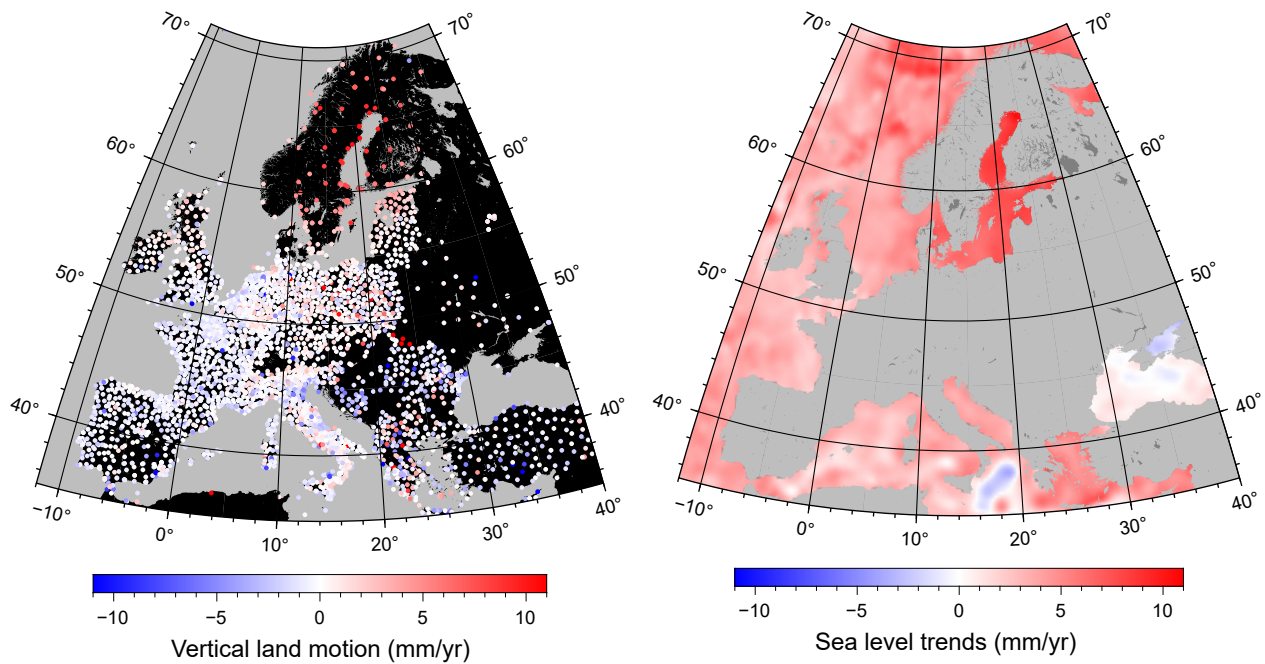 70° 70° 70° 70°
60° 60° 60° 60°
50° 50° 50° 50°
40° 40° 40° 40°
−10° 0° 10° 20° 30° 40° −10° 0° 10° 20° 30° 40°
−10 −5 0 5 10 −10 −5 0 5 10
Vertical land motion (mm/yr) Sea level trends (mm/yr)